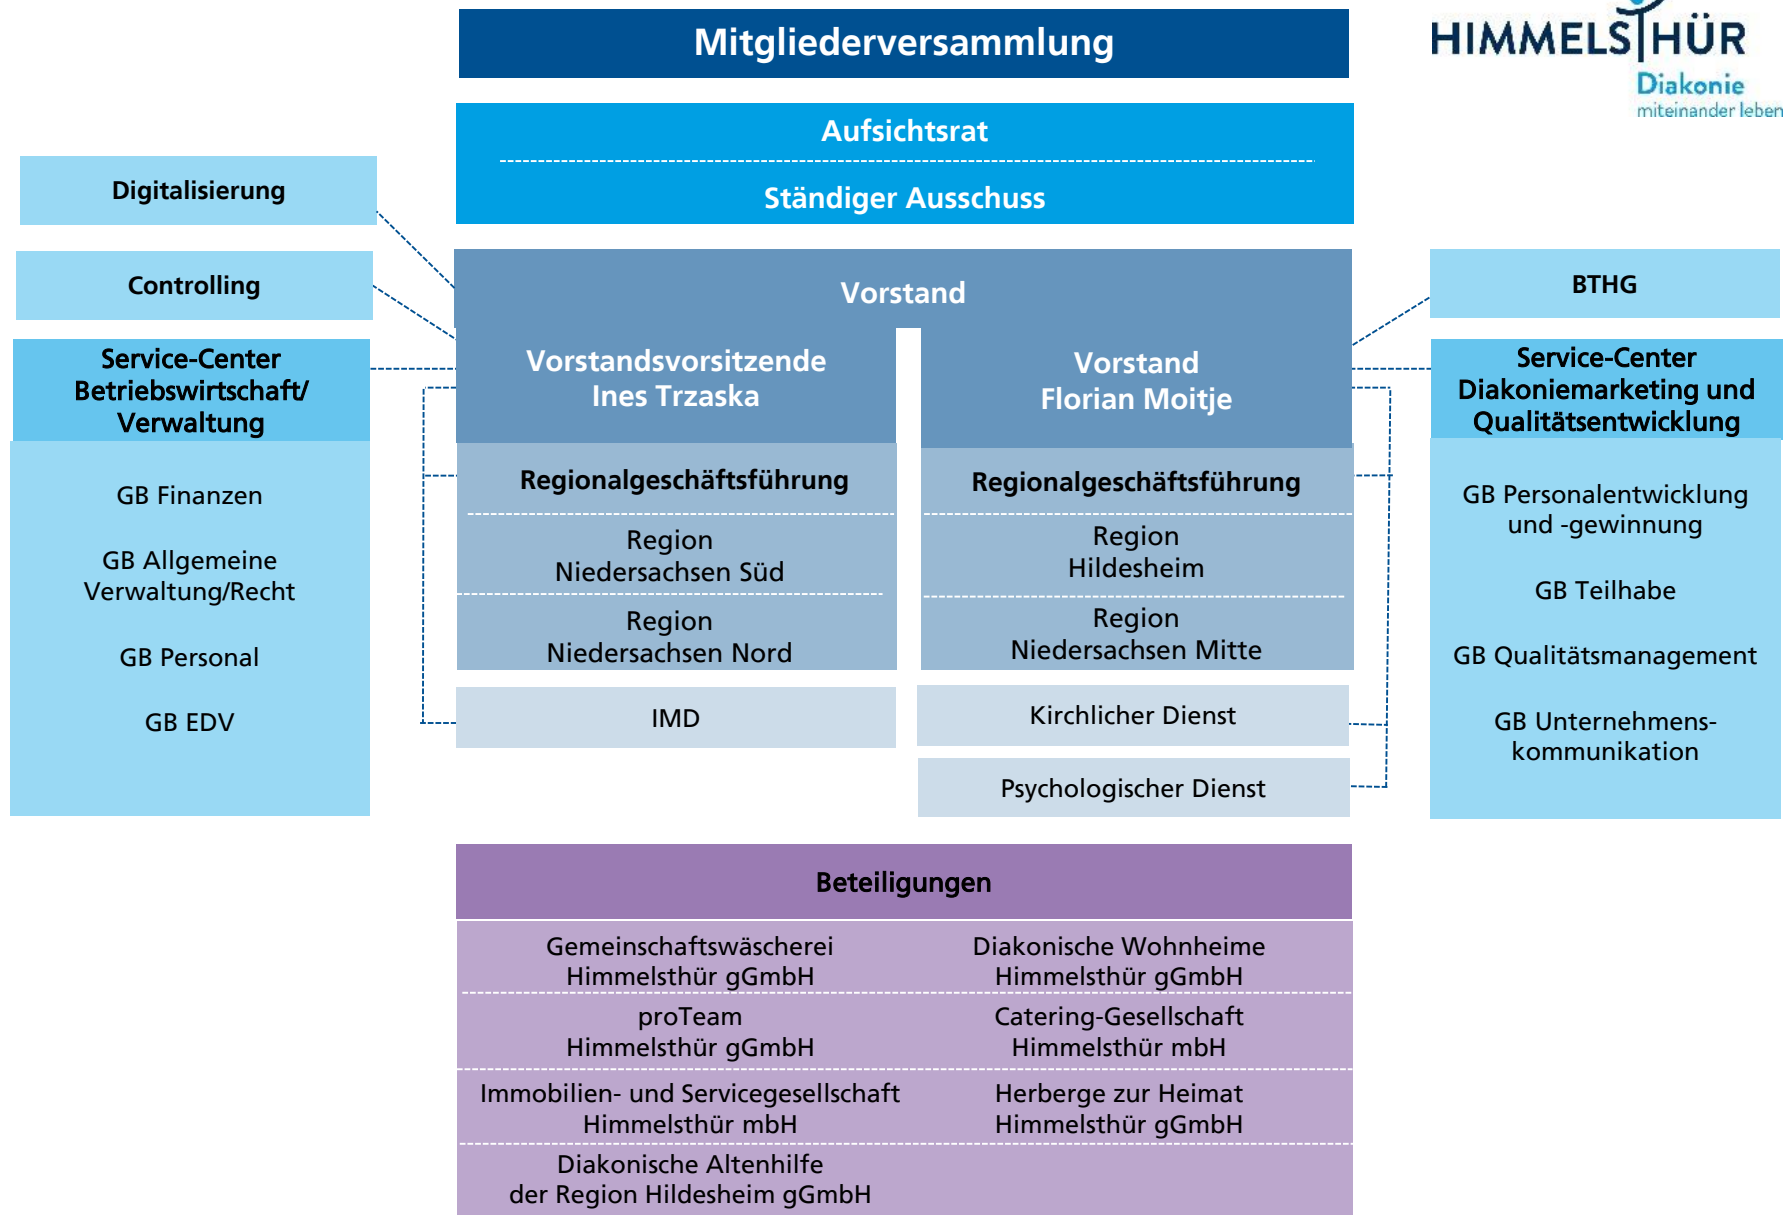 Mitgliederversammlung
HIMMELSTHÜR
Diakonie
miteinander leben
Aufsichtsrat
Ständiger Ausschuss
Digitalisierung
Controlling
Service-Center
Betriebswirtschaft/
Verwaltung
GB Finanzen
GB Allgemeine
Verwaltung/Recht
GB Personal
GB EDV
Vorstand
Vorstandsvorsitzende
Ines Trzaska
Regionalgeschäftsführung
Region
Niedersachsen Süd
Region
Niedersachsen Nord
IMD
Vorstand
Florian Moitje
Regionalgeschäftsführung
Region
Hildesheim
Region
Niedersachsen Mitte
Kirchlicher Dienst
Psychologischer Dienst
BTHG
Service-Center
Diakoniemarketing und
Qualitätsentwicklung
GB Personalentwicklung
und -gewinnung
GB Teilhabe
GB Qualitätsmanagement
GB Unternehmens-
kommunikation
Beteiligungen
Gemeinschaftswäscherei
Himmelsthür gGmbH
Diakonische Wohnheime
Himmelsthür gGmbH
proTeam
Himmelsthür gGmbH
Catering-Gesellschaft
Himmelsthür mbH
Immobilien- und Servicegesellschaft
Himmelsthür mbH
Herberge zur Heimat
Himmelsthür gGmbH
Diakonische Altenhilfe
der Region Hildesheim gGmbH